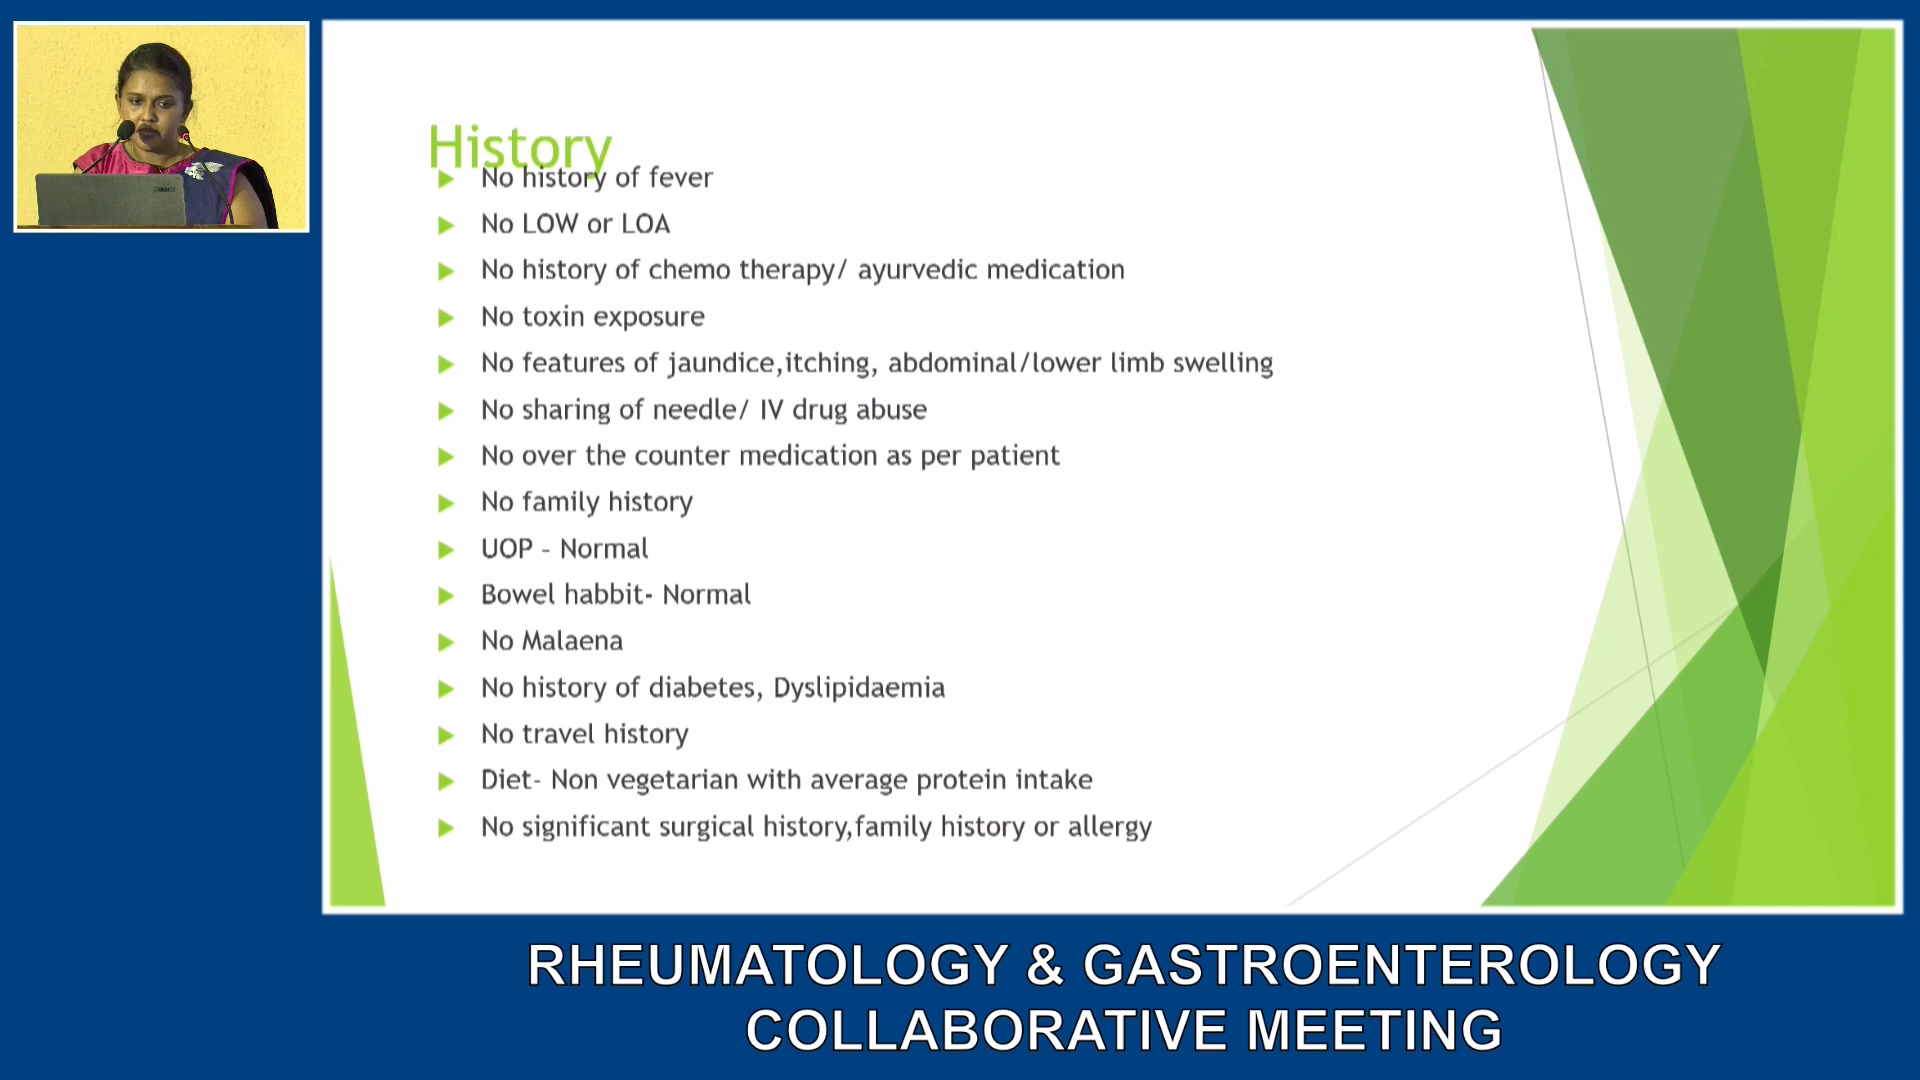 History
No history of fever
No LOW or LOA
No history of chemo therapy/ ayurvedic medication
No toxin exposure
No features of jaundice,itching, abdominal/lower limb swelling
No sharing of needle/ IV drug abuse
No over the counter medication as per patient
No family history
UOP - Normal
Bowel habbit- Normal
No Malaena
No history of diabetes, Dyslipidaemia
No travel history
Diet- Non vegetarian with average protein intake
No significant surgical history,family history or allergy
RHEUMATOLOGY & GASTROENTEROLOGY
COLLABORATIVE MEETING